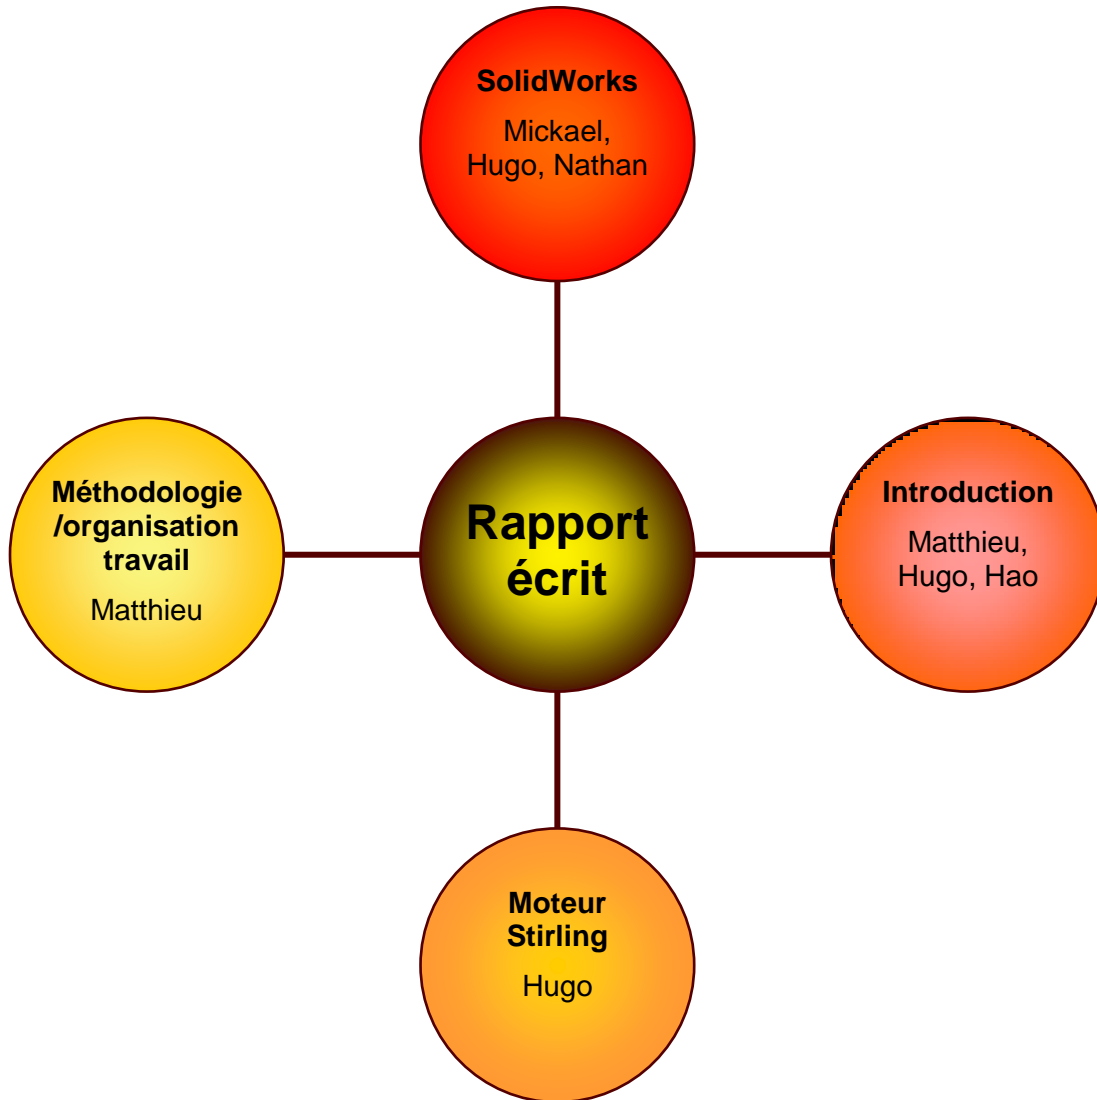 SolidWorks
Mickael,
Hugo, Nathan
Méthodologie
/organisation
travail
Matthieu
Rapport
écrit
Introduction
Matthieu,
Hugo, Hao
Moteur
Stirling
Hugo